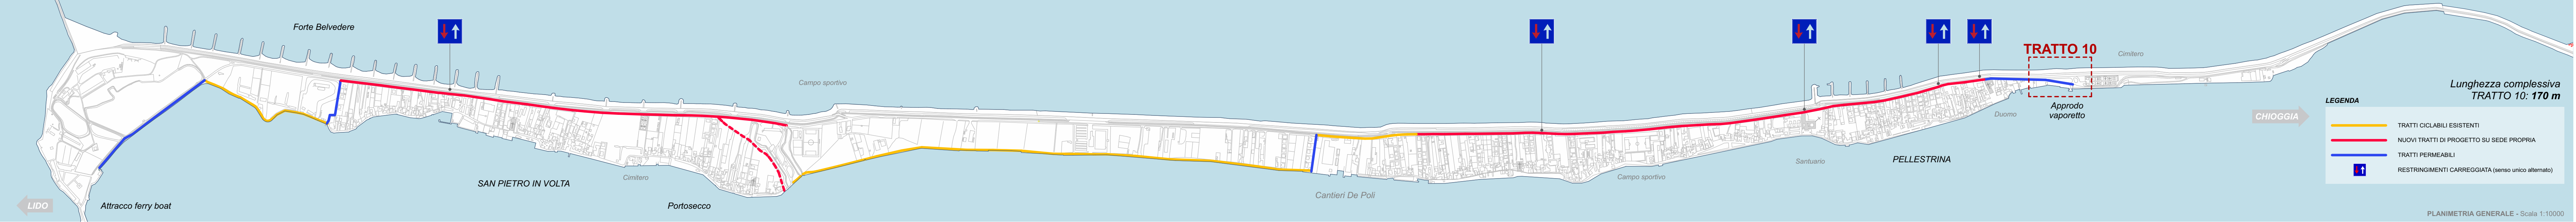 Forte Belvedere
TRATTO 10
Cimitero
Campo sportivo
Lunghezza complessiva
TRATTO 10: 170 m
LEGENDA
Approdo
vaporetto
Duomo
CHIOGGIA
TRATTI CICLABILI ESISTENTI
NUOVI TRATTI DI PROGETTO SU SEDE PROPRIA
TRATTI PERMEABILI
RESTRINGIMENTI CARREGGIATA (senso unico alternato)
PELLESTRINA
Santuario
Campo sportivo
Cimitero
SAN PIETRO IN VOLTA
Cantieri De Poli
LIDO
Attracco ferry boat
Portosecco
PLANIMETRIA GENERALE - Scala 1:10000